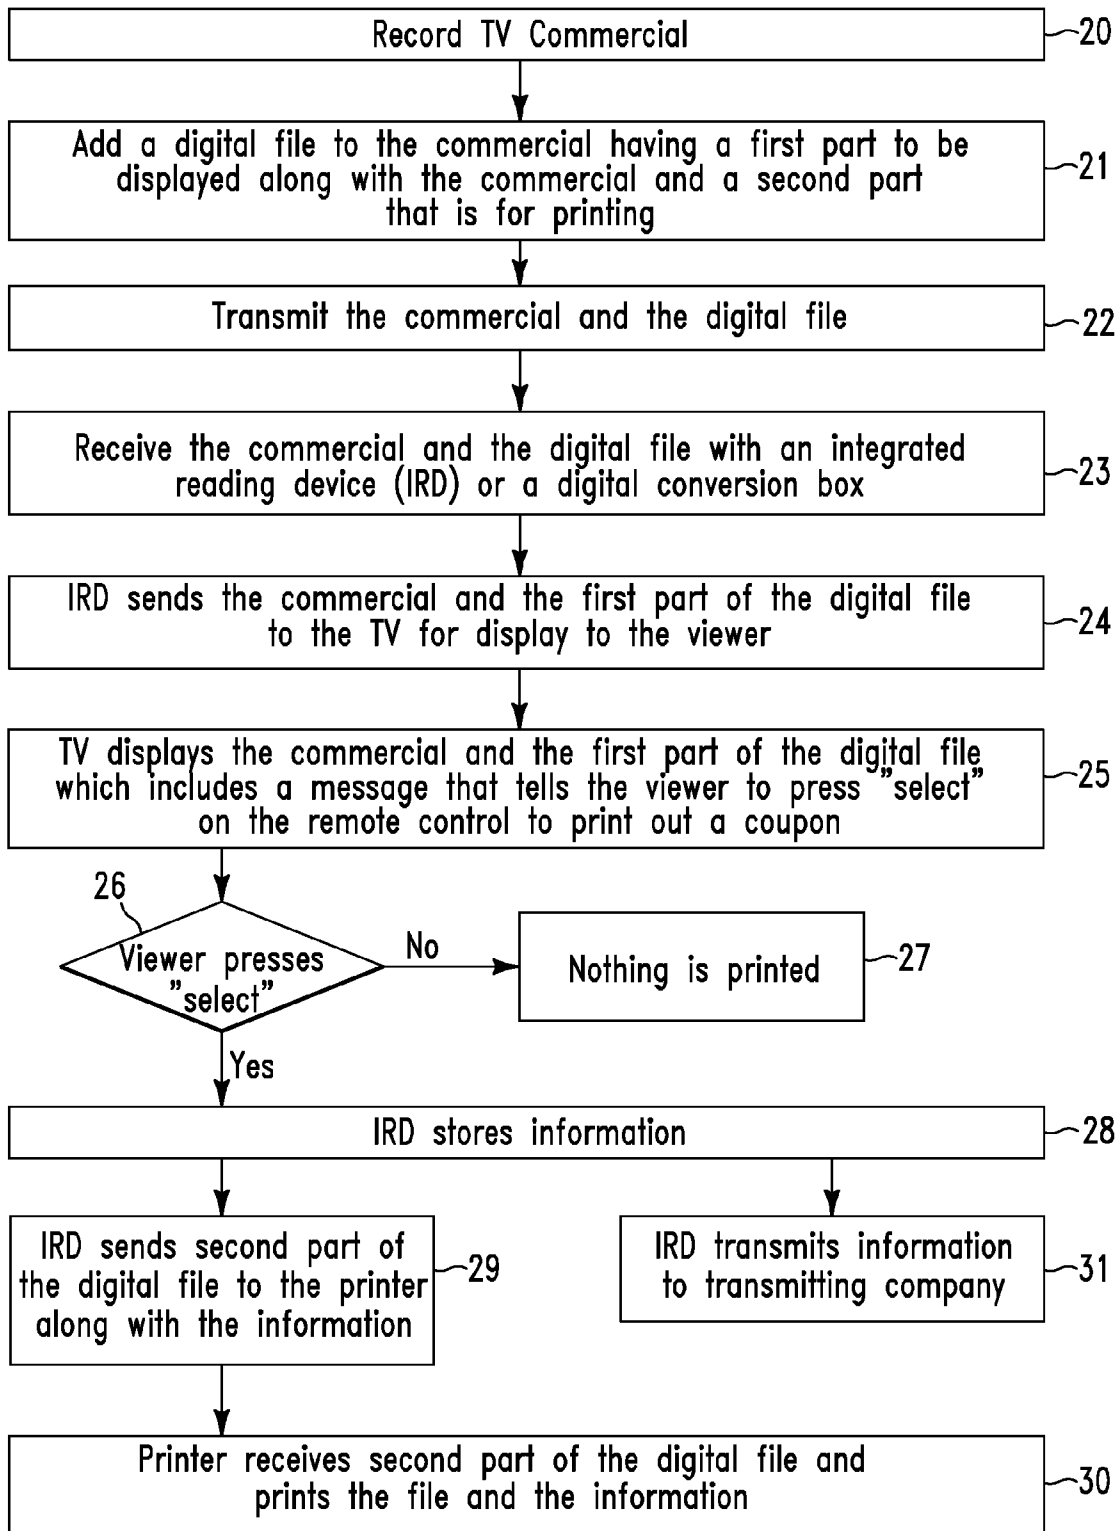 Record TV Commercial
20
Add a digital file to the commercial having a first part to be
displayed along with the commercial and a second part
that is for printing
21
Transmit the commercial and the digital file
22
Receive the commercial and the digital file with an integrated
reading device (IRD) or a digital conversion box
23
IRD sends the commercial and the first part of the digital file
to the TV for display to the viewer
24
TV displays the commercial and the first part of the digital file
which includes a message that tells the viewer to press "select"
on the remote control to print out a coupon
25
26
Viewer presses
"select"
No
Nothing is printed
27
Yes
IRD stores information
28
IRD sends second part of
the digital file to the printer
along with the information
29
IRD transmits information
to transmitting company
31
Printer receives second part of the digital file and
prints the file and the information
30